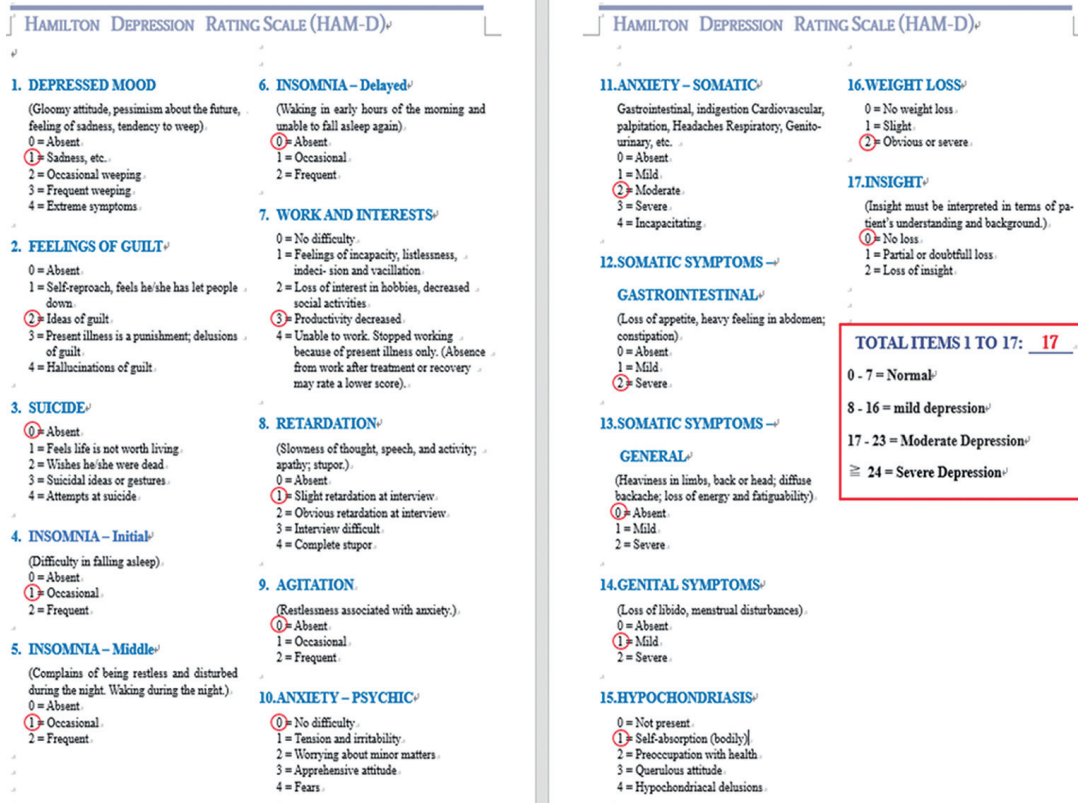 HAMILTON DEPRESSION RATING SCALE (HAM-D)
1. DEPRESSED MOOD
(Gloomy attitude, pessimism about the future,
feeling of sadness, tendency to weep)
0 = Absent
1 = Sadness, etc.
2 = Occasional weeping
3 = Frequent weeping
4 = Extreme symptoms
2. FEELINGS OF GUILT
0 = Absent
1 = Self-reproach, feels he/she has let people
down
2 = Ideas of guilt
3 = Present illness is a punishment; delusions
of guilt
4 = Hallucinations of guilt
3. SUICIDE
0 = Absent
1 = Feels life is not worth living
2 = Wishes he/she were dead
3 = Suicidal ideas or gestures
4 = Attempts at suicide
4. INSOMNIA – Initial
(Difficulty in falling asleep)
0 = Absent
1 = Occasional
2 = Frequent
5. INSOMNIA – Middle
(Complains of being restless and disturbed
during the night. Waking during the night.)
0 = Absent
1 = Occasional
2 = Frequent
6. INSOMNIA – Delayed
(Waking in early hours of the morning and
unable to fall asleep again)
0 = Absent
1 = Occasional
2 = Frequent
7. WORK AND INTERESTS
0 = No difficulty
1 = Feelings of incapacity, listlessness,
indeci- sion and vacillation
2 = Loss of interest in hobbies, decreased
social activities
3 = Productivity decreased
4 = Unable to work. Stopped working
because of present illness only. (Absence
from work after treatment or recovery
may rate a lower score).
8. RETARDATION
(Slowness of thought, speech, and activity;
apathy; stupor.)
0 = Absent
1 = Slight retardation at interview
2 = Obvious retardation at interview
3 = Interview difficult
4 = Complete stupor
9. AGITATION
(Restlessness associated with anxiety.)
0 = Absent
1 = Occasional
2 = Frequent
10.ANXIETY – PSYCHIC
0 = No difficulty
1 = Tension and irritability
2 = Worrying about minor matters
3 = Apprehensive attitude
4 = Fears
HAMILTON DEPRESSION RATING SCALE (HAM-D)
11.ANXIETY – SOMATIC
Gastrointestinal, indigestion Cardiovascular,
palpitation, Headaches Respiratory, Genito-
urinary, etc.
0 = Absent
1 = Mild
2 = Moderate
3 = Severe
4 = Incapacitating
12.SOMATIC SYMPTOMS –
GASTROINTESTINAL
(Loss of appetite, heavy feeling in abdomen;
constipation)
0 = Absent
1 = Mild
2 = Severe
13.SOMATIC SYMPTOMS –
GENERAL
(Heaviness in limbs, back or head; diffuse
backache; loss of energy and fatiguability)
0 = Absent
1 = Mild
2 = Severe
14.GENITAL SYMPTOMS
(Loss of libido, menstrual disturbances)
0 = Absent
1 = Mild
2 = Severe
15.HYPOCHONDRIASIS
0 = Not present
1 = Self-absorption (bodily)
2 = Preoccupation with health
3 = Querulous attitude
4 = Hypochondriacal delusions
16.WEIGHT LOSS
0 = No weight loss
1 = Slight
2 = Obvious or severe
17.INSIGHT
(Insight must be interpreted in terms of pa-
tient's understanding and background.)
0 = No loss
1 = Partial or doubtfull loss
2 = Loss of insight
TOTAL ITEMS 1 TO 17: 17
0 - 7 = Normal
8 - 16 = mild depression
17 - 23 = Moderate Depression
≧ 24 = Severe Depression